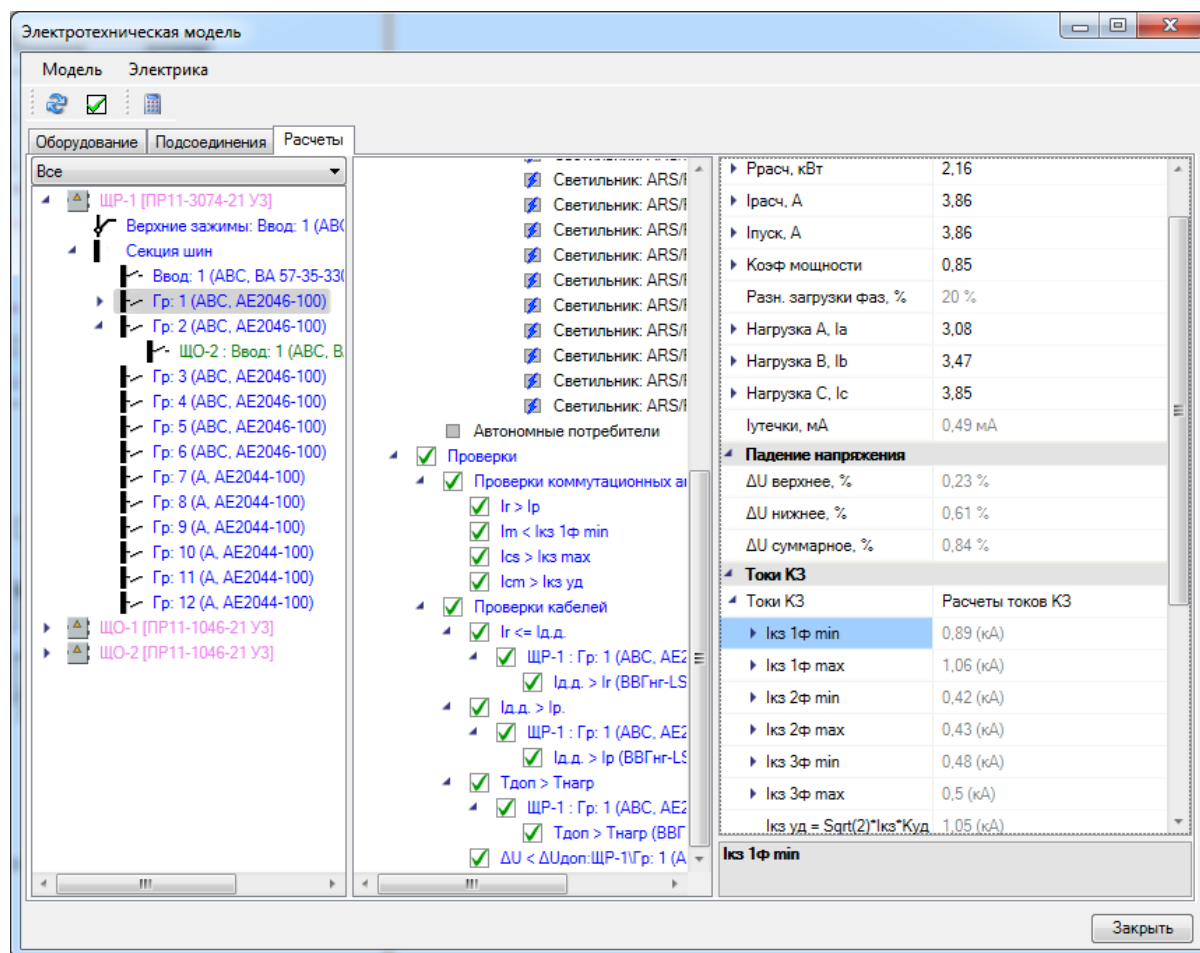 Электротехническая модель
Модель Электрика
Оборудование Подсоединения Расчеты
Все
ЩР-1 [ПР11-3074-21 У3]
Верхние зажимы: Ввод: 1 (АВС
Секция шин
Ввод: 1 (АВС, ВА 57-35-330
Гр: 1 (АВС, АЕ2046-100)
Гр: 2 (АВС, АЕ2046-100)
ЩО-2 : Ввод: 1 (АВС, В
Гр: 3 (АВС, АЕ2046-100)
Гр: 4 (АВС, АЕ2046-100)
Гр: 5 (АВС, АЕ2046-100)
Гр: 6 (АВС, АЕ2046-100)
Гр: 7 (А, АЕ2044-100)
Гр: 8 (А, АЕ2044-100)
Гр: 9 (А, АЕ2044-100)
Гр: 10 (А, АЕ2044-100)
Гр: 11 (А, АЕ2044-100)
Гр: 12 (А, АЕ2044-100)
ЩО-1 [ПР11-1046-21 У3]
ЩО-2 [ПР11-1046-21 У3]
Светильник: ARS/
Светильник: ARS/
Светильник: ARS/
Светильник: ARS/
Светильник: ARS/
Светильник: ARS/
Светильник: ARS/
Светильник: ARS/
Светильник: ARS/
Светильник: ARS/
Автономные потребители
Проверки
Проверки коммутационных ап
Ir > Iр
Im < Iкз 1ф min
Ics > Iкз max
Icm > Iкз уд
Проверки кабелей
Ir <= Iд.д.
ЩР-1 : Гр: 1 (АВС, АЕ2
Iд.д. > Ir (ВВГнг-LS
Iд.д. > Iр.
ЩР-1 : Гр: 1 (АВС, АЕ2
Iд.д. > Iр (ВВГнг-LS
Tдоп > Tнагр
ЩР-1 : Гр: 1 (АВС, АЕ2
Tдоп > Tнагр (ВВГ
ΔU < ΔUдоп:ЩР-1\Гр: 1 (А
Pрасч, кВт 2,16
Iрасч, А 3,86
Iпуск, А 3,86
Коэф мощности 0,85
Разн. загрузки фаз, % 20 %
Нагрузка А, Ia 3,08
Нагрузка В, Ib 3,47
Нагрузка С, Ic 3,85
Iутечки, мА 0,49 мА
Падение напряжения
ΔU верхнее, % 0,23 %
ΔU нижнее, % 0,61 %
ΔU суммарное, % 0,84 %
Токи КЗ
Токи КЗ Расчеты токов КЗ
Iкз 1ф min 0,89 (кА)
Iкз 1ф max 1,06 (кА)
Iкз 2ф min 0,42 (кА)
Iкз 2ф max 0,43 (кА)
Iкз 3ф min 0,48 (кА)
Iкз 3ф max 0,5 (кА)
Iкз уд = Sqrt(2)*Iкз*Куд 1,05 (кА)
Iкз 1ф min
Закрыть